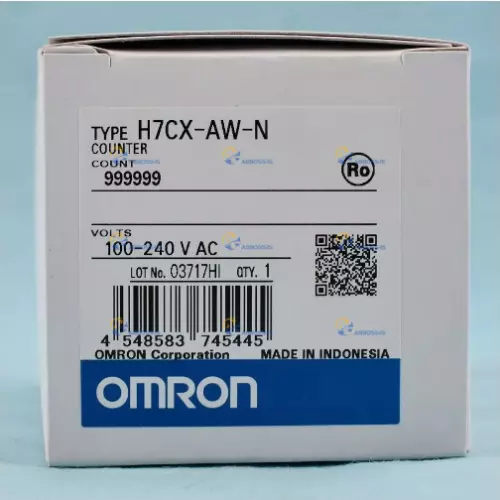 TYPE H7CX-AW-N
COUNTER
COUNT
999999
Ro
VOLTS
100-240 V AC
LOT No. 03717HI QTY. 1
4 548583 745445
OMRON Corporation MADE IN INDONESIA
OMRON